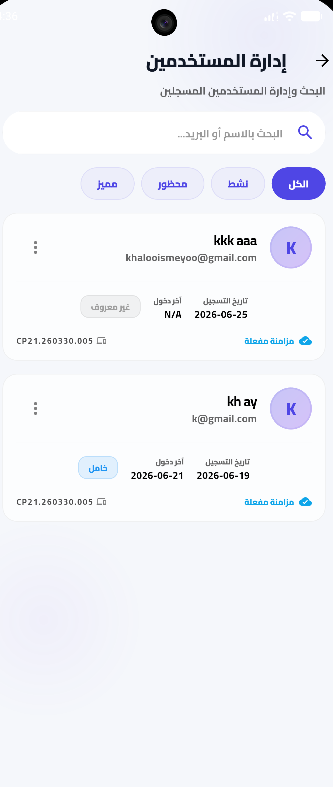 إدارة المستخدمين
البحث وإدارة المستخدمين المسجلين
البحث بالاسم أو البريد...
الكل نشط محظور مميز
K
kkk aaa
khalooismeyoo@gmail.com
تاريخ التسجيل آخر دخول
2026-06-25 N/A غير معروف
مزامنة مفعلة CP21.260330.005
K
kh ay
k@gmail.com
تاريخ التسجيل آخر دخول
2026-06-19 2026-06-21 خامل
مزامنة مفعلة CP21.260330.005